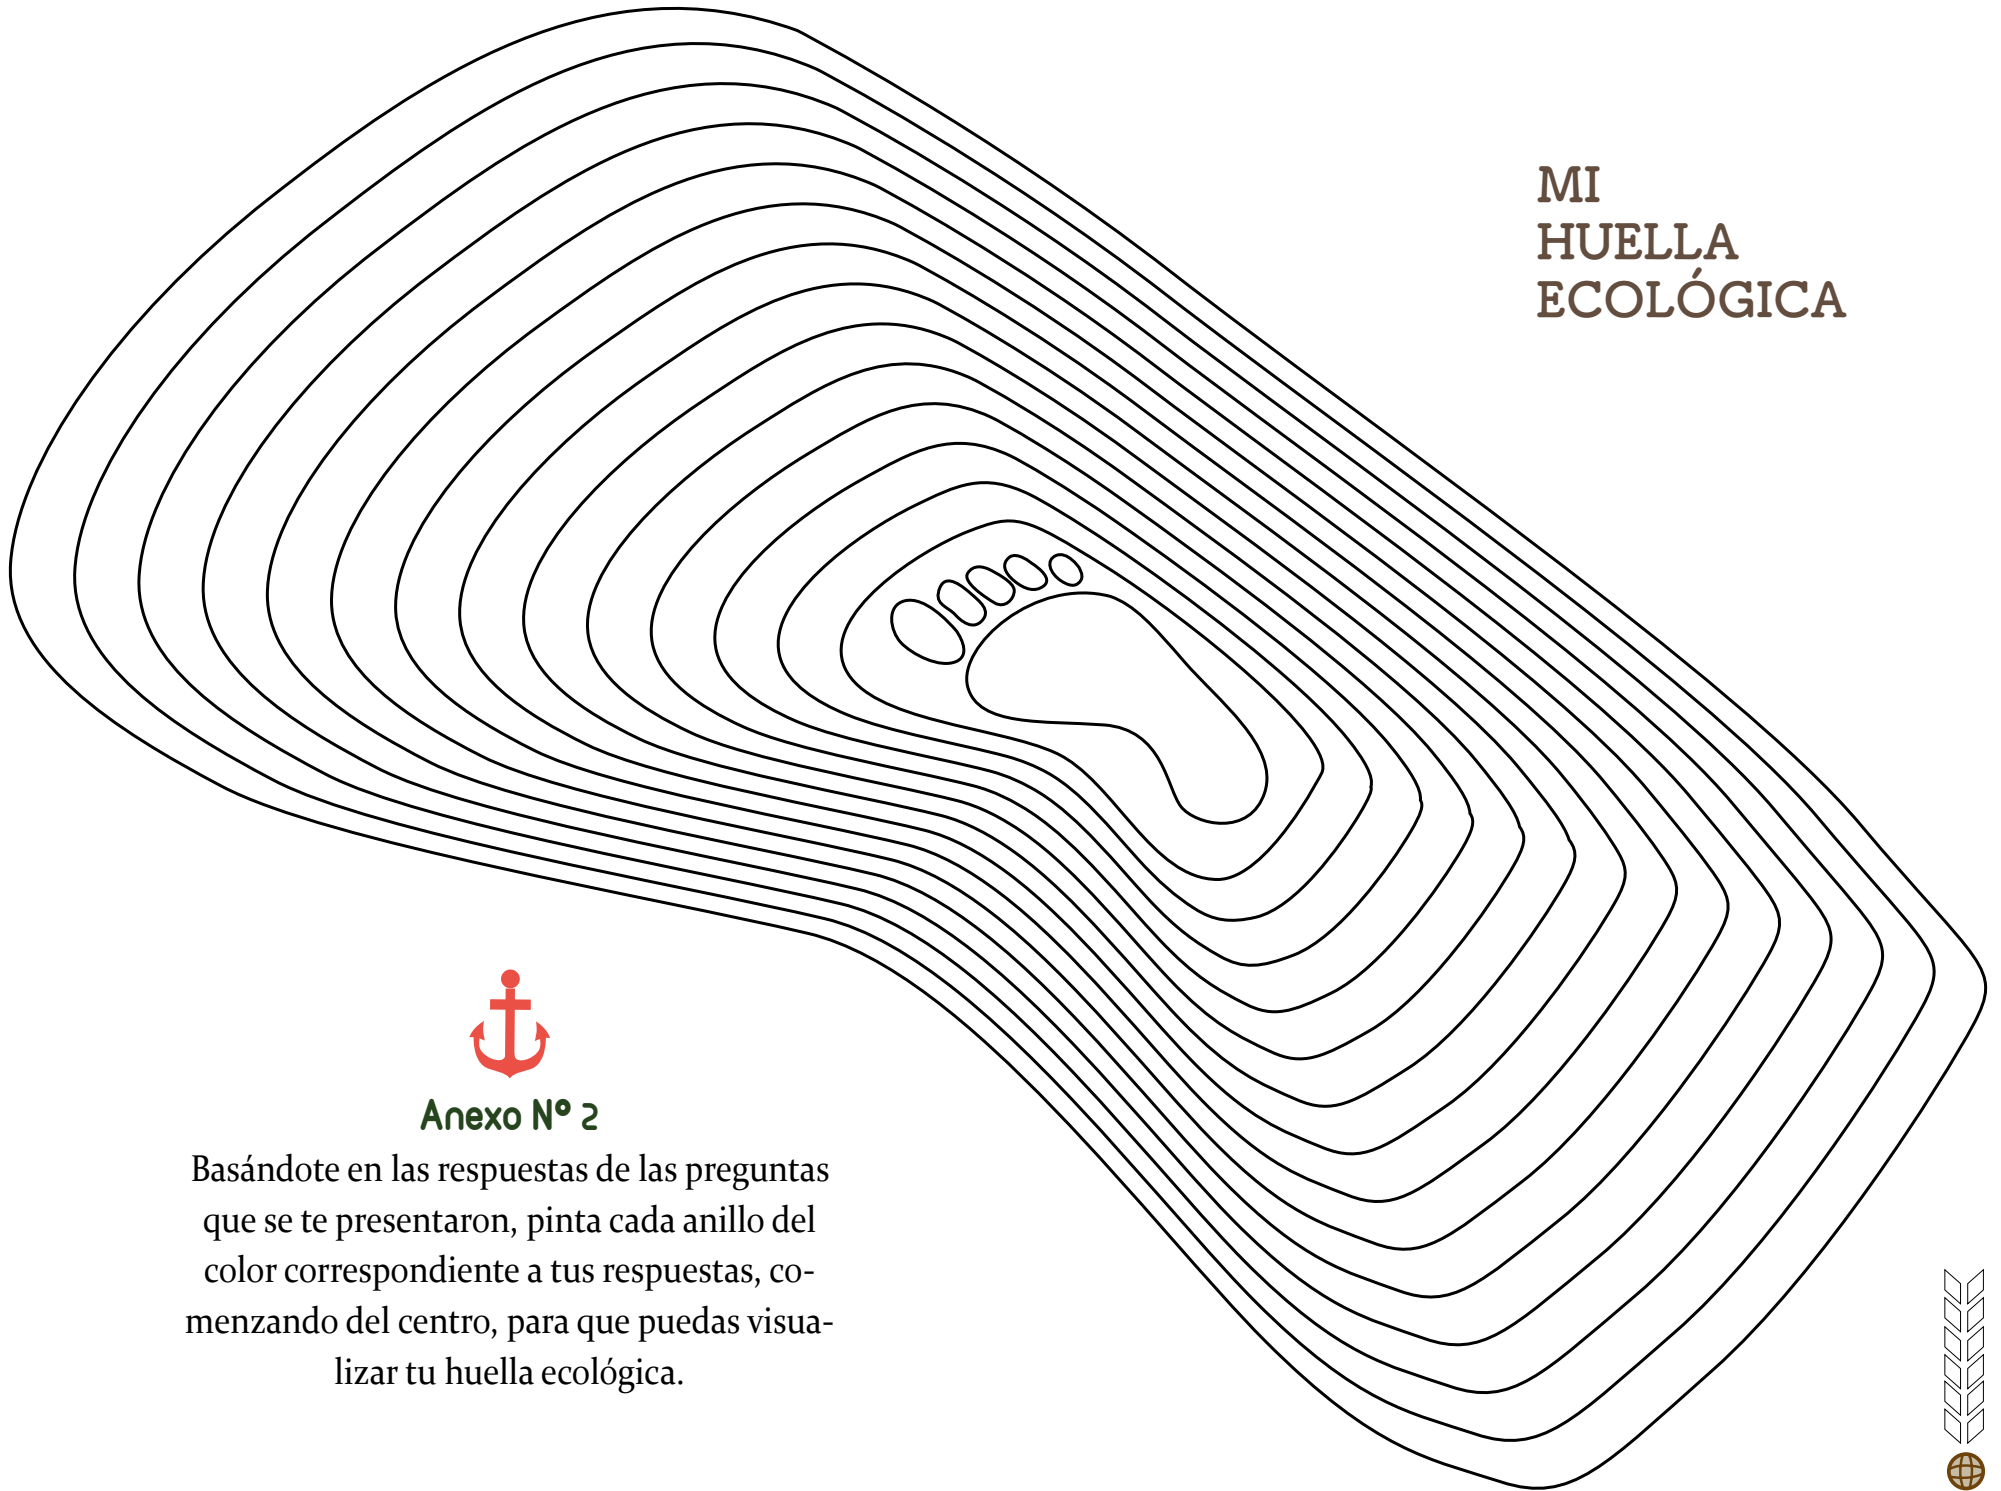 MI
HUELLA
ECOLÓGICA
Anexo Nº 2
Basándote en las respuestas de las preguntas
que se te presentaron, pinta cada anillo del
color correspondiente a tus respuestas, co-
menzando del centro, para que puedas visua-
lizar tu huella ecológica.